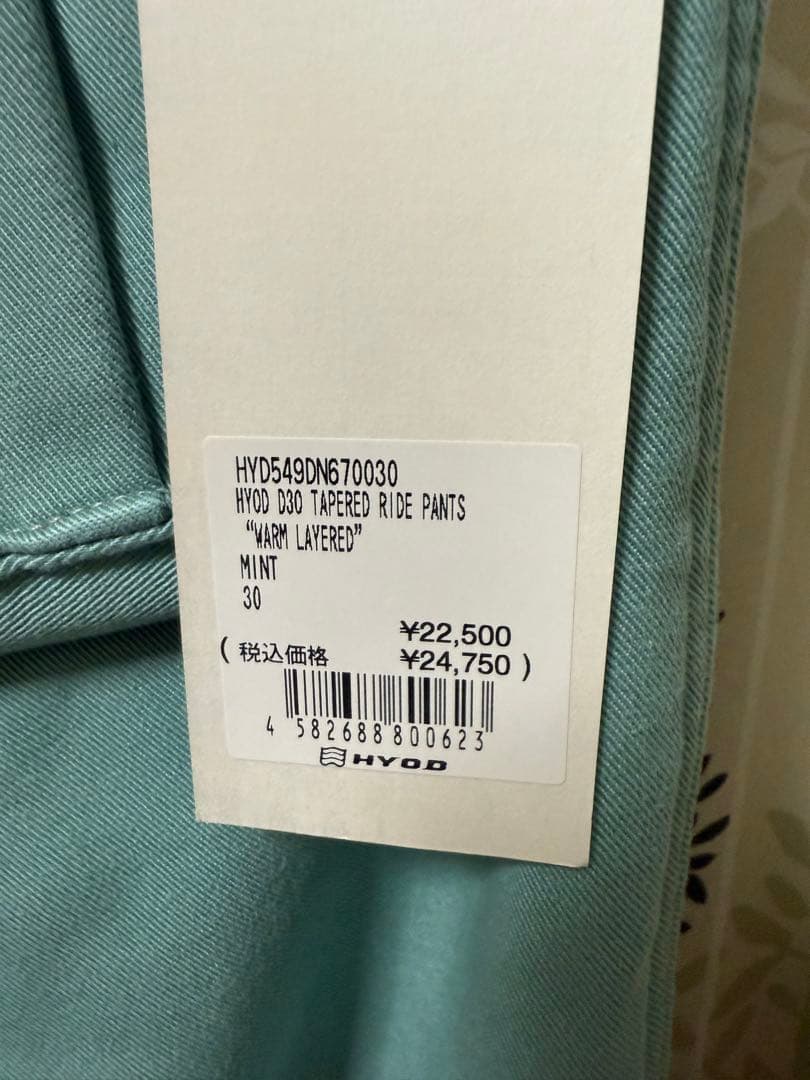 HYD549DN670030
HYOD D30 TAPERED RIDE PANTS
“WARM LAYERED”
MINT
30
¥22,500
( 税込価格 ¥24,750 )
4 582688 800623
HYOD